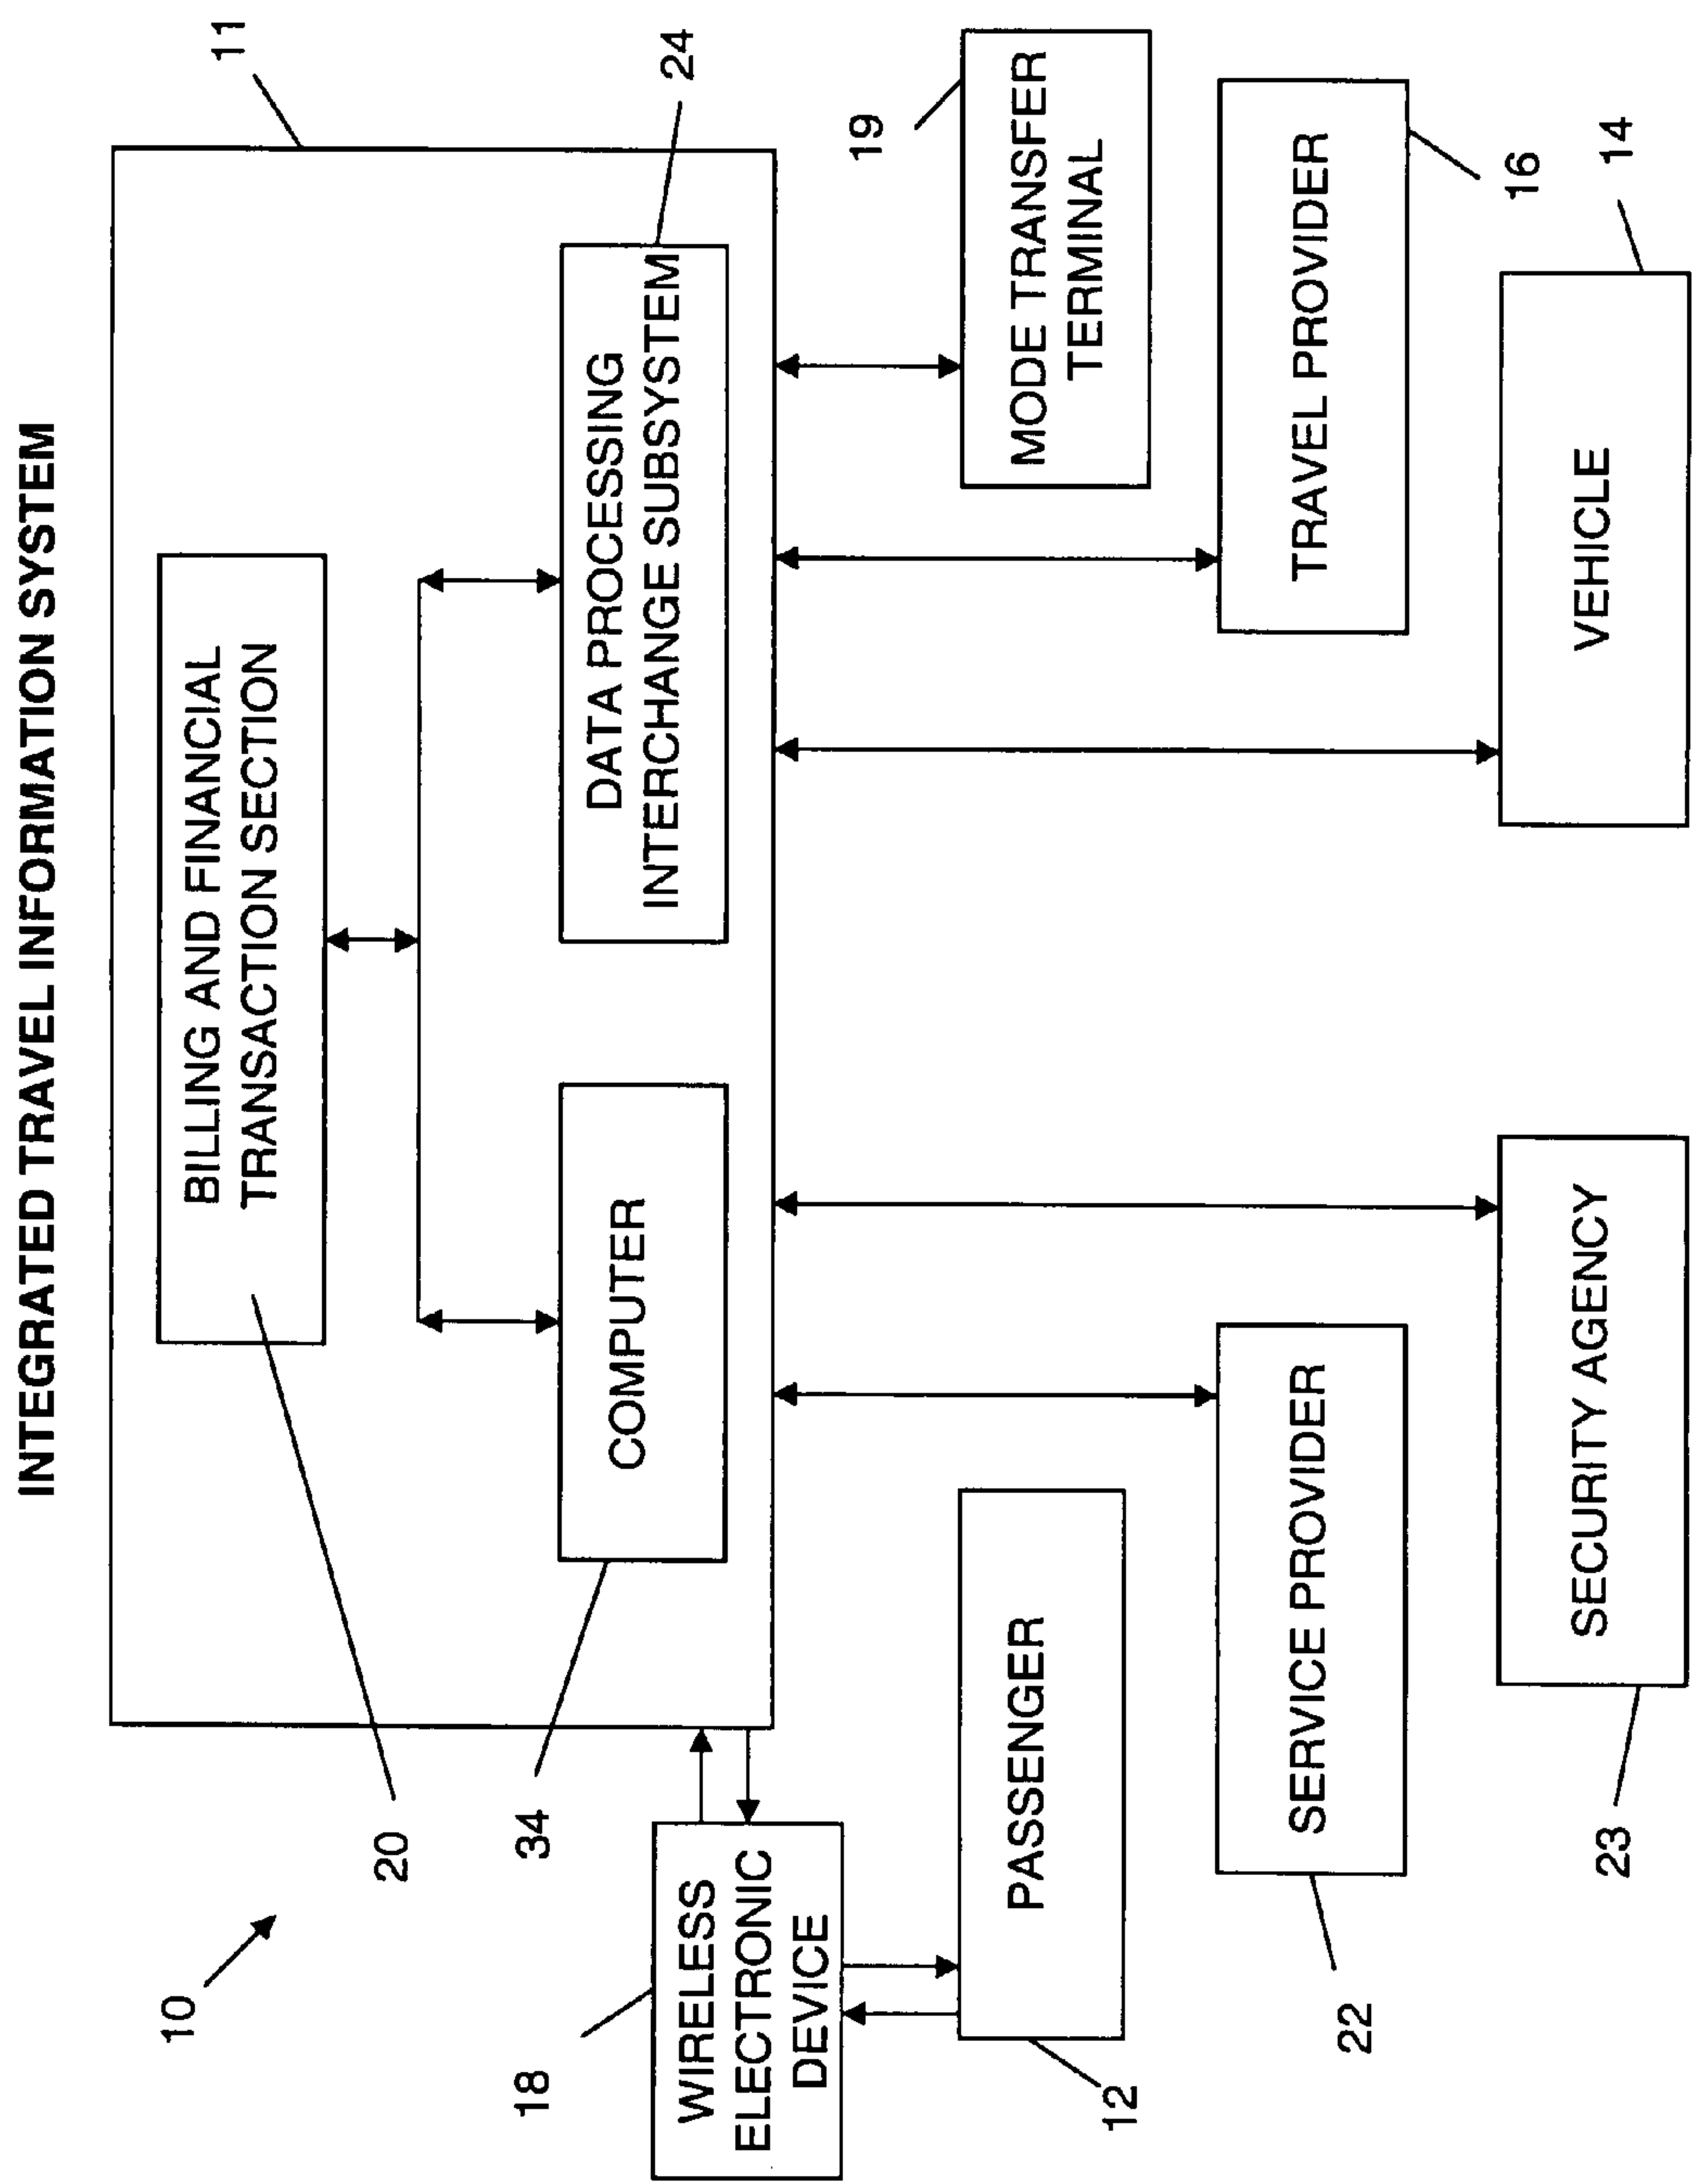 INTEGRATED TRAVEL INFORMATION SYSTEM
10
11
20
BILLING AND FINANCIAL
TRANSACTION SECTION
34
COMPUTER
DATA PROCESSING
INTERCHANGE SUBSYSTEM
24
18
WIRELESS
ELECTRONIC
DEVICE
12
PASSENGER
19
MODE TRANSFER
TERMINAL
22
SERVICE PROVIDER
TRAVEL PROVIDER
16
23
SECURITY AGENCY
VEHICLE
14